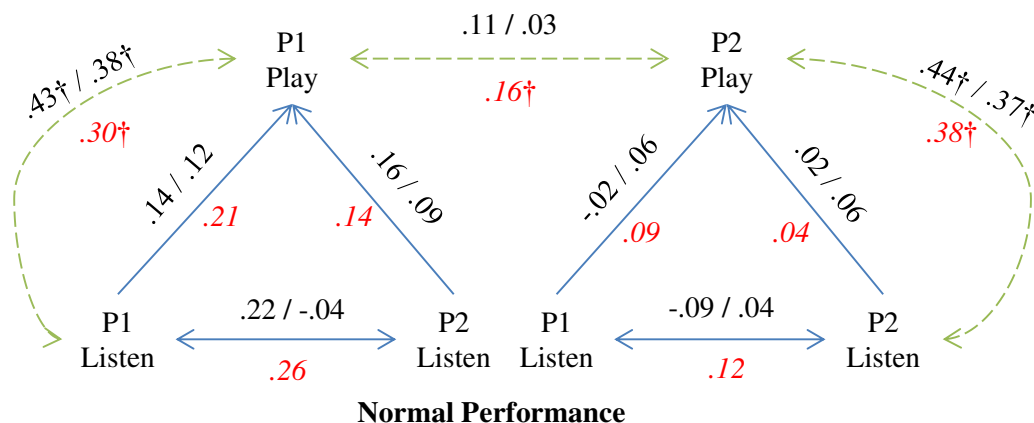 .11 / .03
P1
Play
P2
Play
.16†
.43† / .38†
.30†
.44† / .37†
.38†
.14 / .12
.21
.16 / .09
.14
-.02 / .06
.09
.02 / .06
.04
P1
Listen
.22 / -.04
.26
P2
Listen
P1
Listen
-.09 / .04
.12
P2
Listen
Normal Performance